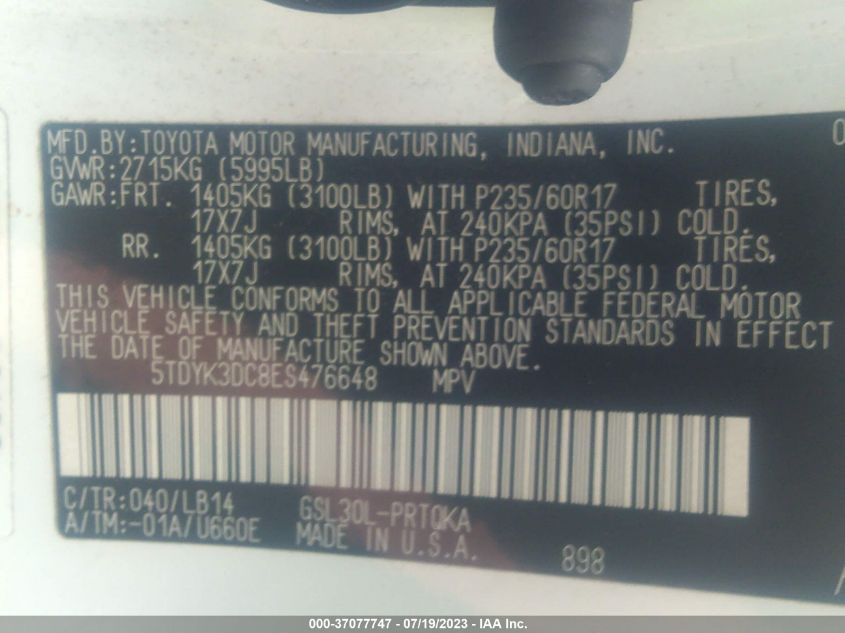 MFD.BY:TOYOTA MOTOR MANUFACTURING, INDIANA, INC.
GVWR:2715KG (5995LB)
GAWR:FRT. 1405KG (3100LB) WITH P235/60R17 TIRES,
17X7J RIMS, AT 240KPA (35PSI) COLD.
RR. 1405KG (3100LB) WITH P235/60R17 TIRES,
17X7J RIMS, AT 240KPA (35PSI) COLD.
THIS VEHICLE CONFORMS TO ALL APPLICABLE FEDERAL MOTOR
VEHICLE SAFETY AND THEFT PREVENTION STANDARDS IN EFFECT
THE DATE OF MANUFACTURE SHOWN ABOVE.
5TDYK3DC8ES476648 MPV
C/TR:040/LB14 GSL30L-PRTQKA
A/TM:-01A/U660E MADE IN U.S.A.
898
000-37077747 - 07/19/2023 - IAA Inc.